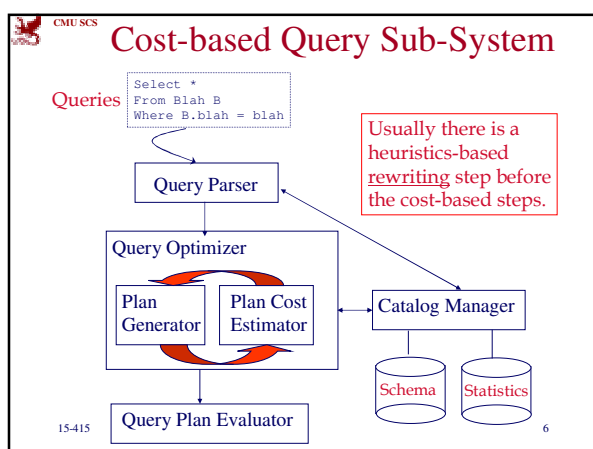 CMU SCS
Cost-based Query Sub-System
Queries
Select *
From Blah B
Where B.blah = blah
Usually there is a
heuristics-based
rewriting step before
the cost-based steps.
Query Parser
Query Optimizer
Plan
Generator
Plan Cost
Estimator
Catalog Manager
Schema
Statistics
Query Plan Evaluator
15-415
6